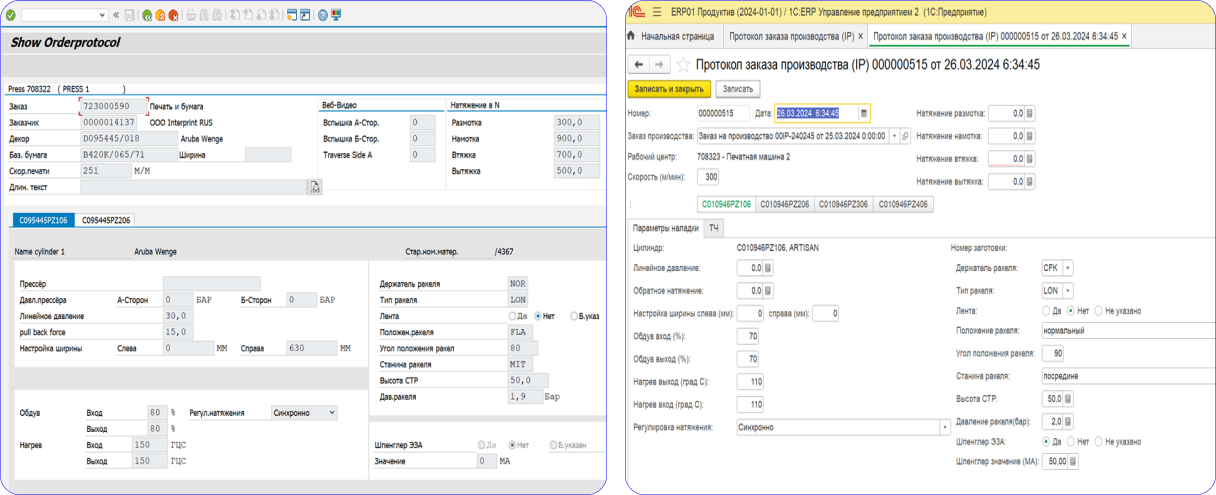 Show Orderprotocol
Press 708322 ( PRESS 1 )
Заказ 723000590 Печать и бумага
Заказчик 0000014137 ООО Interprint RUS
Декор D095445/018 Aruba Wenge
Баз. бумага B420K/065/71 Ширина
Скор.печати 251 М/М
Длин. текст
Веб-Видео
Вспышка А-Стор. 0
Вспышка Б-Стор. 0
Traverse Side A 0
Натяжение в N
Размотка 300,0
Намотка 900,0
Втяжка 700,0
Вытяжка 500,0
C095445PZ106 C095445PZ206
Name cylinder 1 Aruba Wenge Стар.ном.матер. /4367
Прессёр
Давл.прессёра А-Сторон 0 БАР Б-Сторон 0 БАР
Линейное давление 30,0
pull back force 15,0
Настройка ширины Слева 0 ММ Справа 630 ММ
Держатель ракеля NOR
Тип ракеля LON
Лента Да Нет Б.указ
Положен.ракеля FLA
Угол положения ракел 80
Станина ракеля MIT
Высота СТР 50,0
Дав.ракеля 1,9 Бар
Обдув Вход 80 % Регул.натяжения Синхронно
Выход 80 %
Нагрев Вход 150 ГЦС
Выход 150 ГЦС
Шпенглер ЭЗА Да Нет Б.указан
Значение 0 МА
ERP01 Продуктив (2024-01-01) / 1С:ERP Управление предприятием 2 (1С:Предприятие)
Начальная страница Протокол заказа производства (IP) × Протокол заказа производства (IP) 000000515 от 26.03.2024 6:34:45 ×
Протокол заказа производства (IP) 000000515 от 26.03.2024 6:34:45
Записать и закрыть Записать
Номер: 000000515 Дата: 26.03.2024 6:34:45
Заказ производства: Заказ на производство 00IP-240245 от 25.03.2024 0:00:00
Рабочий центр: 708323 - Печатная машина 2
Скорость (м/мин): 300
Натяжение размотка: 0,0
Натяжение намотка: 0,0
Натяжение втяжка: 0,0
Натяжение вытяжка: 0,0
: C010946PZ106 C010946PZ206 C010946PZ306 C010946PZ406
Параметры наладки ТЧ
Цилиндр: C010946PZ106, ARTISAN
Линейное давление: 0,0
Обратное натяжение: 0,0
Настройка ширины слева (мм): 0 справа (мм): 0
Обдув вход (%): 70
Обдув выход (%): 70
Нагрев выход (град С): 110
Нагрев вход (град С): 110
Регулировка натяжения: Синхронно
Номер заготовки:
Держатель ракеля: CFK
Тип ракеля: LON
Лента: Да Нет Не указано
Положение ракеля: нормальный
Угол положения ракеля: 90
Станина ракеля: посредине
Высота СТР: 50,0
Давление ракеля(бар): 2,0
Шпенглер ЭЗА: Да Нет Не указано
Шпенглер значение (МА): 50,00